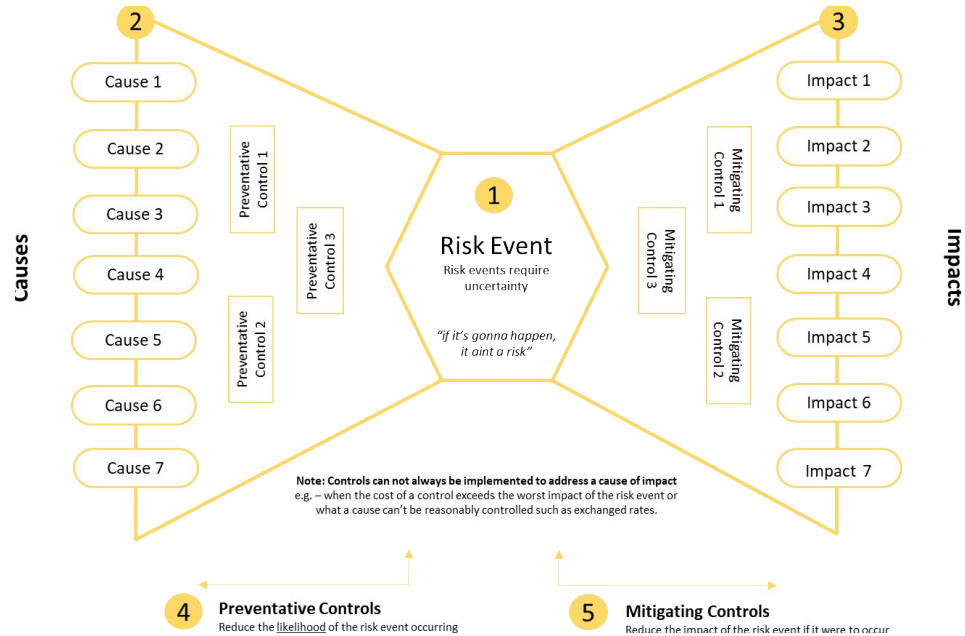 2
3
Cause 1
Cause 2
Cause 3
Cause 4
Cause 5
Cause 6
Cause 7
Causes
Preventative
Control 1
Preventative
Control 2
Preventative
Control 3
1
Risk Event
Risk events require
uncertainty
“if it's gonna happen,
it aint a risk”
Mitigating
Control 3
Mitigating
Control 1
Mitigating
Control 2
Impact 1
Impact 2
Impact 3
Impact 4
Impact 5
Impact 6
Impact 7
Impacts
Note: Controls can not always be implemented to address a cause of impact
e.g. – when the cost of a control exceeds the worst impact of the risk event or
what a cause can't be reasonably controlled such as exchanged rates.
4
Preventative Controls
Reduce the likelihood of the risk event occurring
5
Mitigating Controls
Reduce the impact of the risk event if it were to occur